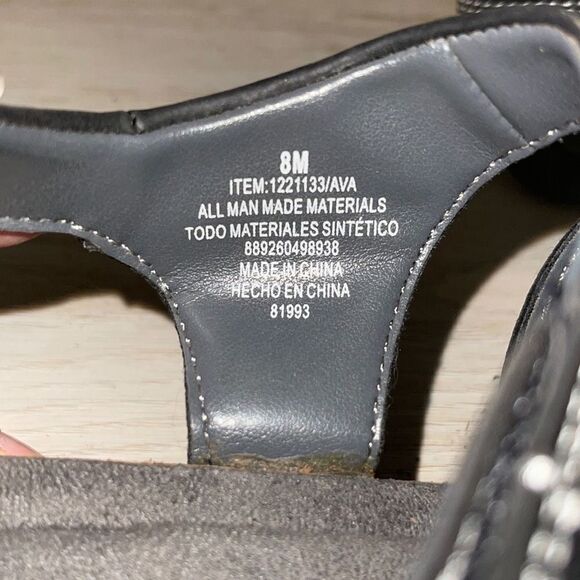 8M
ITEM:1221133/AVA
ALL MAN MADE MATERIALS
TODO MATERIALES SINTÉTICO
889260498938
MADE IN CHINA
HECHO EN CHINA
81993